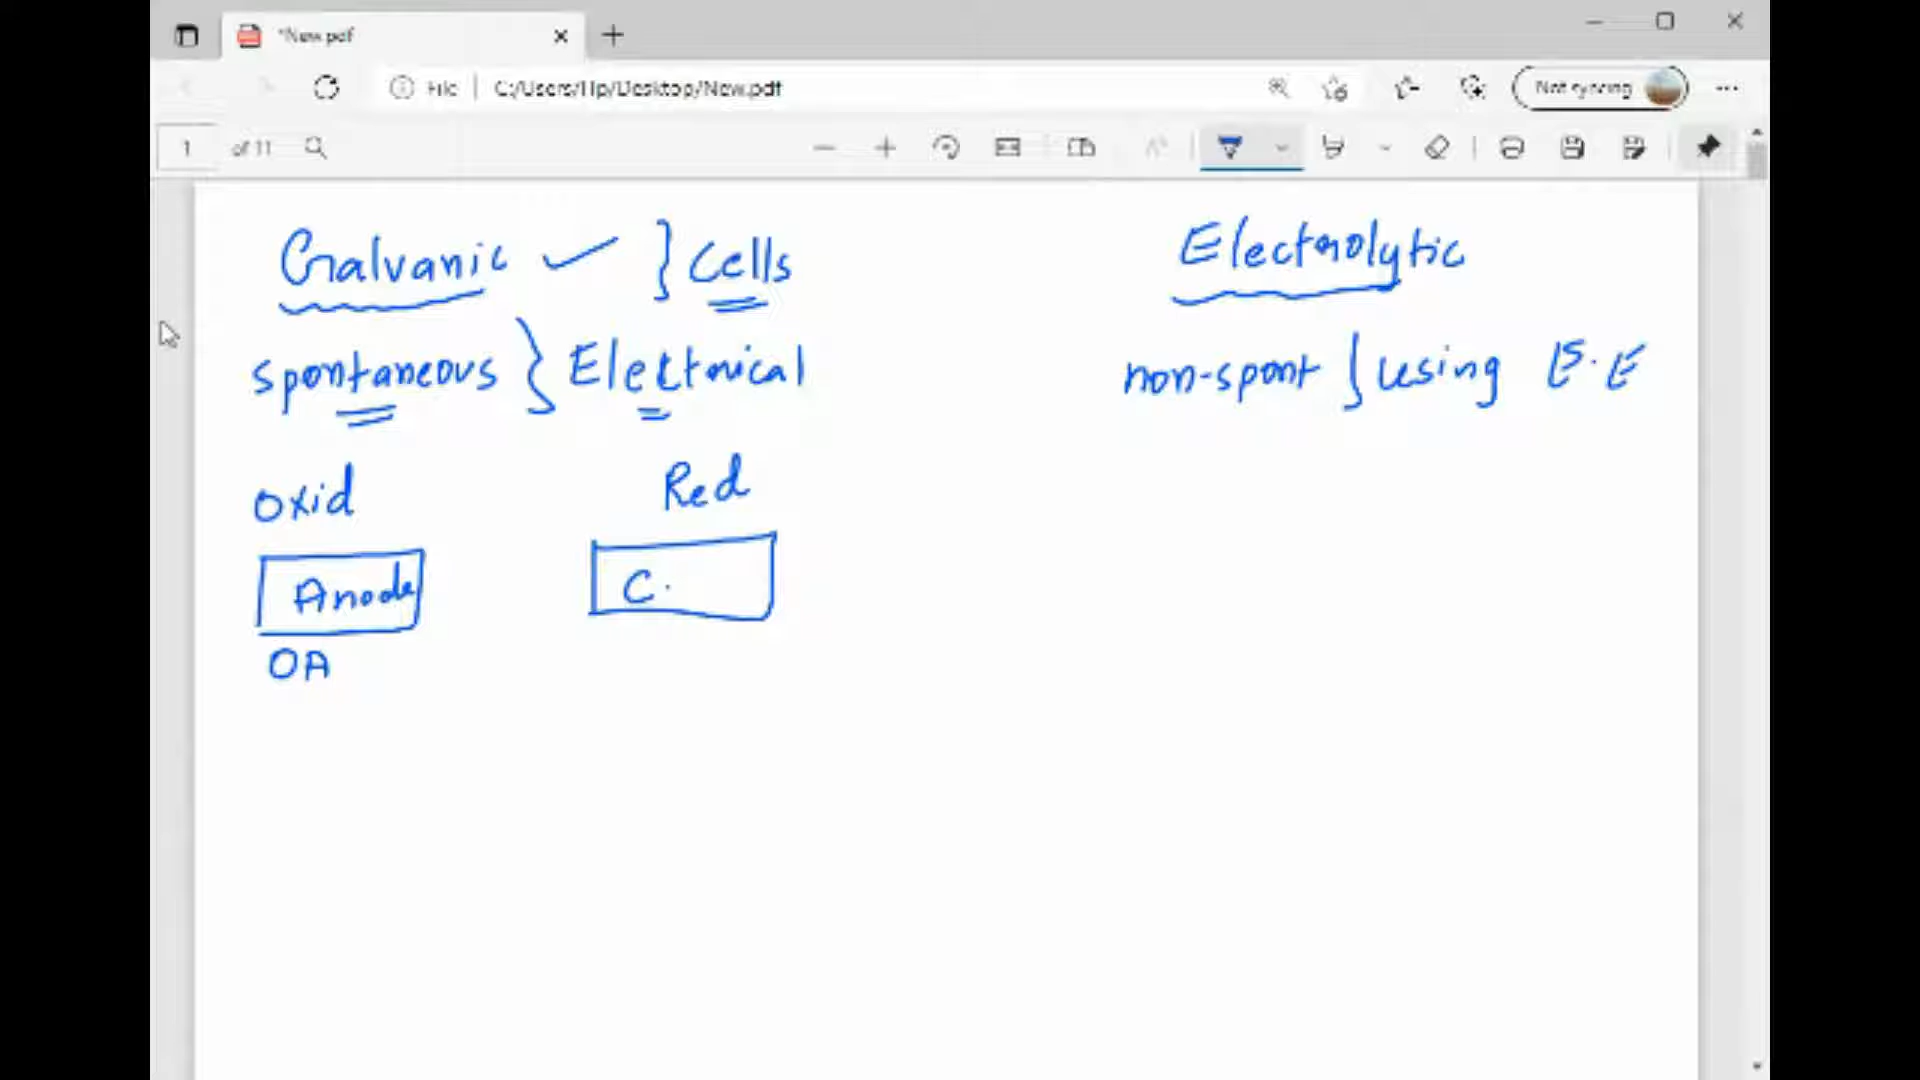 *New.pdf
File | C:/Users/Hp/Desktop/New.pdf
Not syncing
1 of 11
Galvanic } Cells
Electrolytic
spontaneous } Electrical
non-spont } using E.E
Oxid Red
Anode C.
OA